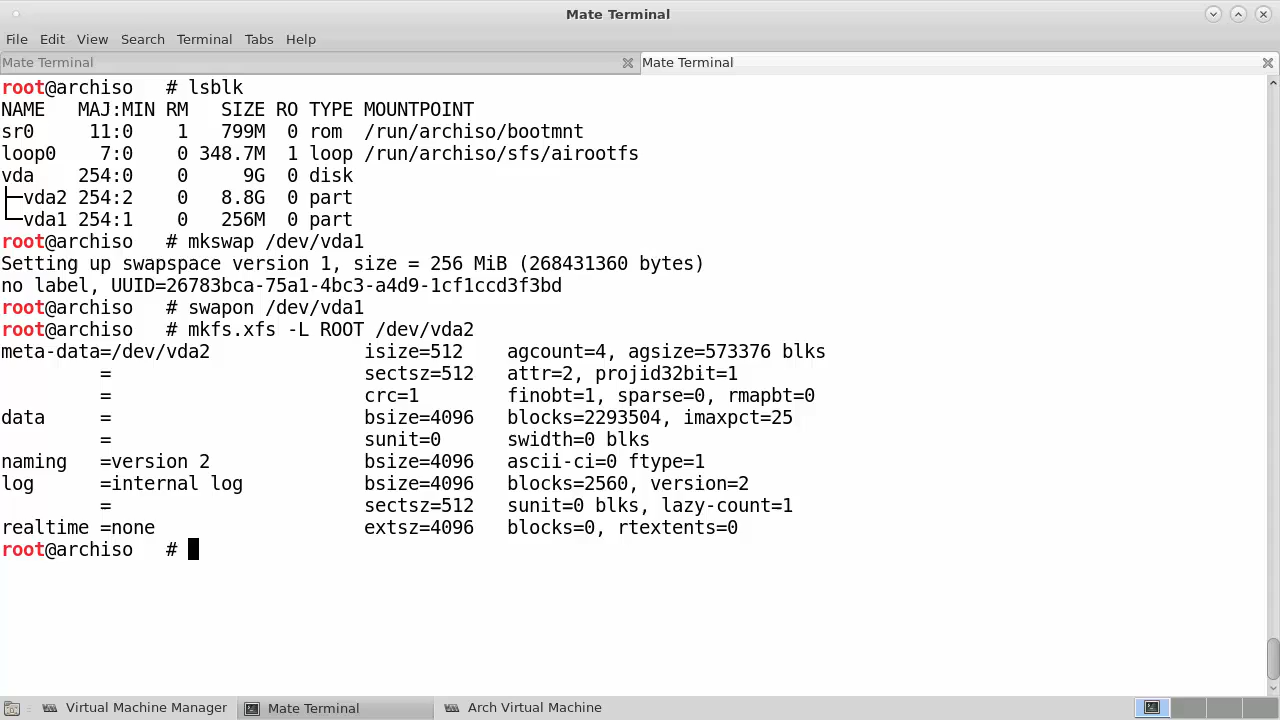 Mate Terminal
File Edit View Search Terminal Tabs Help
Mate Terminal Mate Terminal
root@archiso   # lsblk
NAME   MAJ:MIN RM   SIZE RO TYPE MOUNTPOINT
sr0     11:0    1   799M  0 rom  /run/archiso/bootmnt
loop0    7:0    0 348.7M  1 loop /run/archiso/sfs/airootfs
vda    254:0    0     9G  0 disk
├─vda2 254:2    0   8.8G  0 part
└─vda1 254:1    0   256M  0 part
root@archiso   # mkswap /dev/vda1
Setting up swapspace version 1, size = 256 MiB (268431360 bytes)
no label, UUID=26783bca-75a1-4bc3-a4d9-1cf1ccd3f3bd
root@archiso   # swapon /dev/vda1
root@archiso   # mkfs.xfs -L ROOT /dev/vda2
meta-data=/dev/vda2              isize=512    agcount=4, agsize=573376 blks
         =                       sectsz=512   attr=2, projid32bit=1
         =                       crc=1        finobt=1, sparse=0, rmapbt=0
data     =                       bsize=4096   blocks=2293504, imaxpct=25
         =                       sunit=0      swidth=0 blks
naming   =version 2              bsize=4096   ascii-ci=0 ftype=1
log      =internal log           bsize=4096   blocks=2560, version=2
         =                       sectsz=512   sunit=0 blks, lazy-count=1
realtime =none                   extsz=4096   blocks=0, rtextents=0
root@archiso   #
Virtual Machine Manager Mate Terminal Arch Virtual Machine